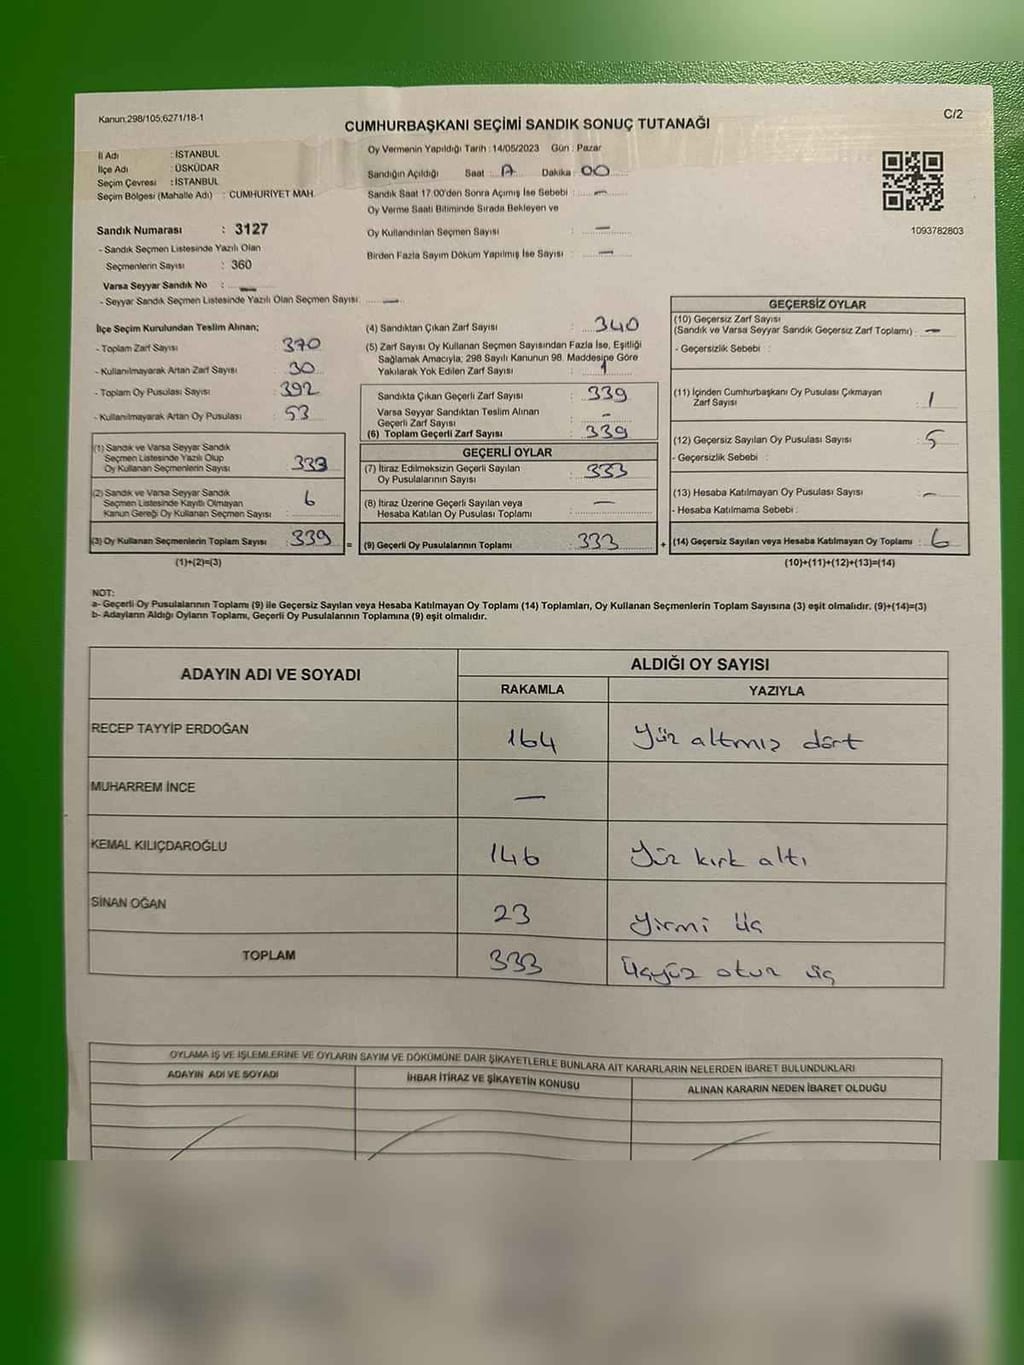 Kanun:298/105;6271/18-1
C/2
CUMHURBAŞKANI SEÇİMİ SANDIK SONUÇ TUTANAĞI
İl Adı : İSTANBUL
İlçe Adı : ÜSKÜDAR
Seçim Çevresi : İSTANBUL
Seçim Bölgesi (Mahalle Adı) : CUMHURİYET MAH.
Sandık Numarası : 3127
- Sandık Seçmen Listesinde Yazılı Olan
Seçmenlerin Sayısı : 360
Varsa Seyyar Sandık No : —
- Seyyar Sandık Seçmen Listesinde Yazılı Olan Seçmen Sayısı: —
Oy Vermenin Yapıldığı Tarih : 14/05/2023 Gün : Pazar
Sandığın Açıldığı Saat : Dakika : 00
Sandık Saat 17:00'den Sonra Açımış İse Sebebi : —
Oy Verme Saati Bitiminde Sırada Bekleyen ve
Oy Kullandırılan Seçmen Sayısı : —
Birden Fazla Sayım Döküm Yapılmış İse Sayısı : —
1093782803
İlçe Seçim Kurulundan Teslim Alınan;
- Toplam Zarf Sayısı 370
- Kullanılmayarak Artan Zarf Sayısı 30
- Toplam Oy Pusulası Sayısı 392
- Kullanılmayarak Artan Oy Pusulası 53
(1) Sandık ve Varsa Seyyar Sandık
Seçmen Listesinde Yazılı Olup
Oy Kullanan Seçmenlerin Sayısı 333
(2) Sandık ve Varsa Seyyar Sandık
Seçmen Listesinde Kayıtlı Olmayan
Kanun Gereği Oy Kullanan Seçmen Sayısı : 6
(3) Oy Kullanan Seçmenlerin Toplam Sayısı : 339 =
(1)+(2)=(3)
(4) Sandıktan Çıkan Zarf Sayısı : 340
(5) Zarf Sayısı Oy Kullanan Seçmen Sayısından Fazla İse, Eşitliği
Sağlamak Amacıyla; 298 Sayılı Kanunun 98. Maddesine Göre
Yakılarak Yok Edilen Zarf Sayısı : 1
Sandıkta Çıkan Geçerli Zarf Sayısı : 339
Varsa Seyyar Sandıktan Teslim Alınan
Geçerli Zarf Sayısı : —
(6) Toplam Geçerli Zarf Sayısı : 339
GEÇERLİ OYLAR
(7) İtiraz Edilmeksizin Geçerli Sayılan
Oy Pusulalarının Sayısı : 333
(8) İtiraz Üzerine Geçerli Sayılan veya
Hesaba Katılan Oy Pusulası Toplamı : —
(9) Geçerli Oy Pusulalarının Toplamı : 333 +
GEÇERSİZ OYLAR
(10) Geçersiz Zarf Sayısı
(Sandık ve Varsa Seyyar Sandık Geçersiz Zarf Toplamı) : —
- Geçersizlik Sebebi :
(11) İçinden Cumhurbaşkanı Oy Pusulası Çıkmayan
Zarf Sayısı : 1
(12) Geçersiz Sayılan Oy Pusulası Sayısı : 5
- Geçersizlik Sebebi :
(13) Hesaba Katılmayan Oy Pusulası Sayısı : —
- Hesaba Katılmama Sebebi :
(14) Geçersiz Sayılan veya Hesaba Katılmayan Oy Toplamı : 6
(10)+(11)+(12)+(13)=(14)
NOT:
a- Geçerli Oy Pusulalarının Toplamı (9) ile Geçersiz Sayılan veya Hesaba Katılmayan Oy Toplamı (14) Toplamları, Oy Kullanan Seçmenlerin Toplam Sayısına (3) eşit olmalıdır. (9)+(14)=(3)
b- Adayların Aldığı Oyların Toplamı, Geçerli Oy Pusulalarının Toplamına (9) eşit olmalıdır.
ADAYIN ADI VE SOYADI ALDIĞI OY SAYISI
RAKAMLA YAZIYLA
RECEP TAYYİP ERDOĞAN 164 Yüz altmız dört
MUHARREM İNCE —
KEMAL KILIÇDAROĞLU 146 Yüz kırk altı
SİNAN OĞAN 23 Yirmi üç
TOPLAM 333 Üçyüz otuz üç
OYLAMA İŞ VE İŞLEMLERİNE VE OYLARIN SAYIM VE DÖKÜMÜNE DAİR ŞİKAYETLERLE BUNLARA AİT KARARLARIN NELERDEN İBARET BULUNDUKLARI
ADAYIN ADI VE SOYADI İHBAR İTİRAZ VE ŞİKAYETİN KONUSU ALINAN KARARIN NEDEN İBARET OLDUĞU